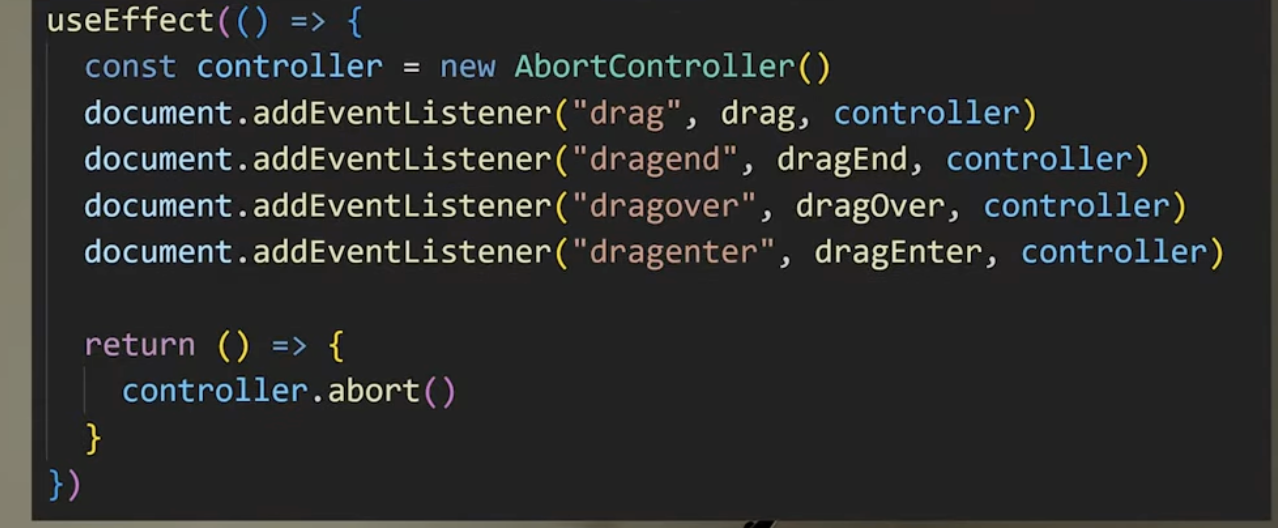 useEffect(() => {
  const controller = new AbortController()
  document.addEventListener("drag", drag, controller)
  document.addEventListener("dragend", dragEnd, controller)
  document.addEventListener("dragover", dragOver, controller)
  document.addEventListener("dragenter", dragEnter, controller)

  return () => {
    controller.abort()
  }
})